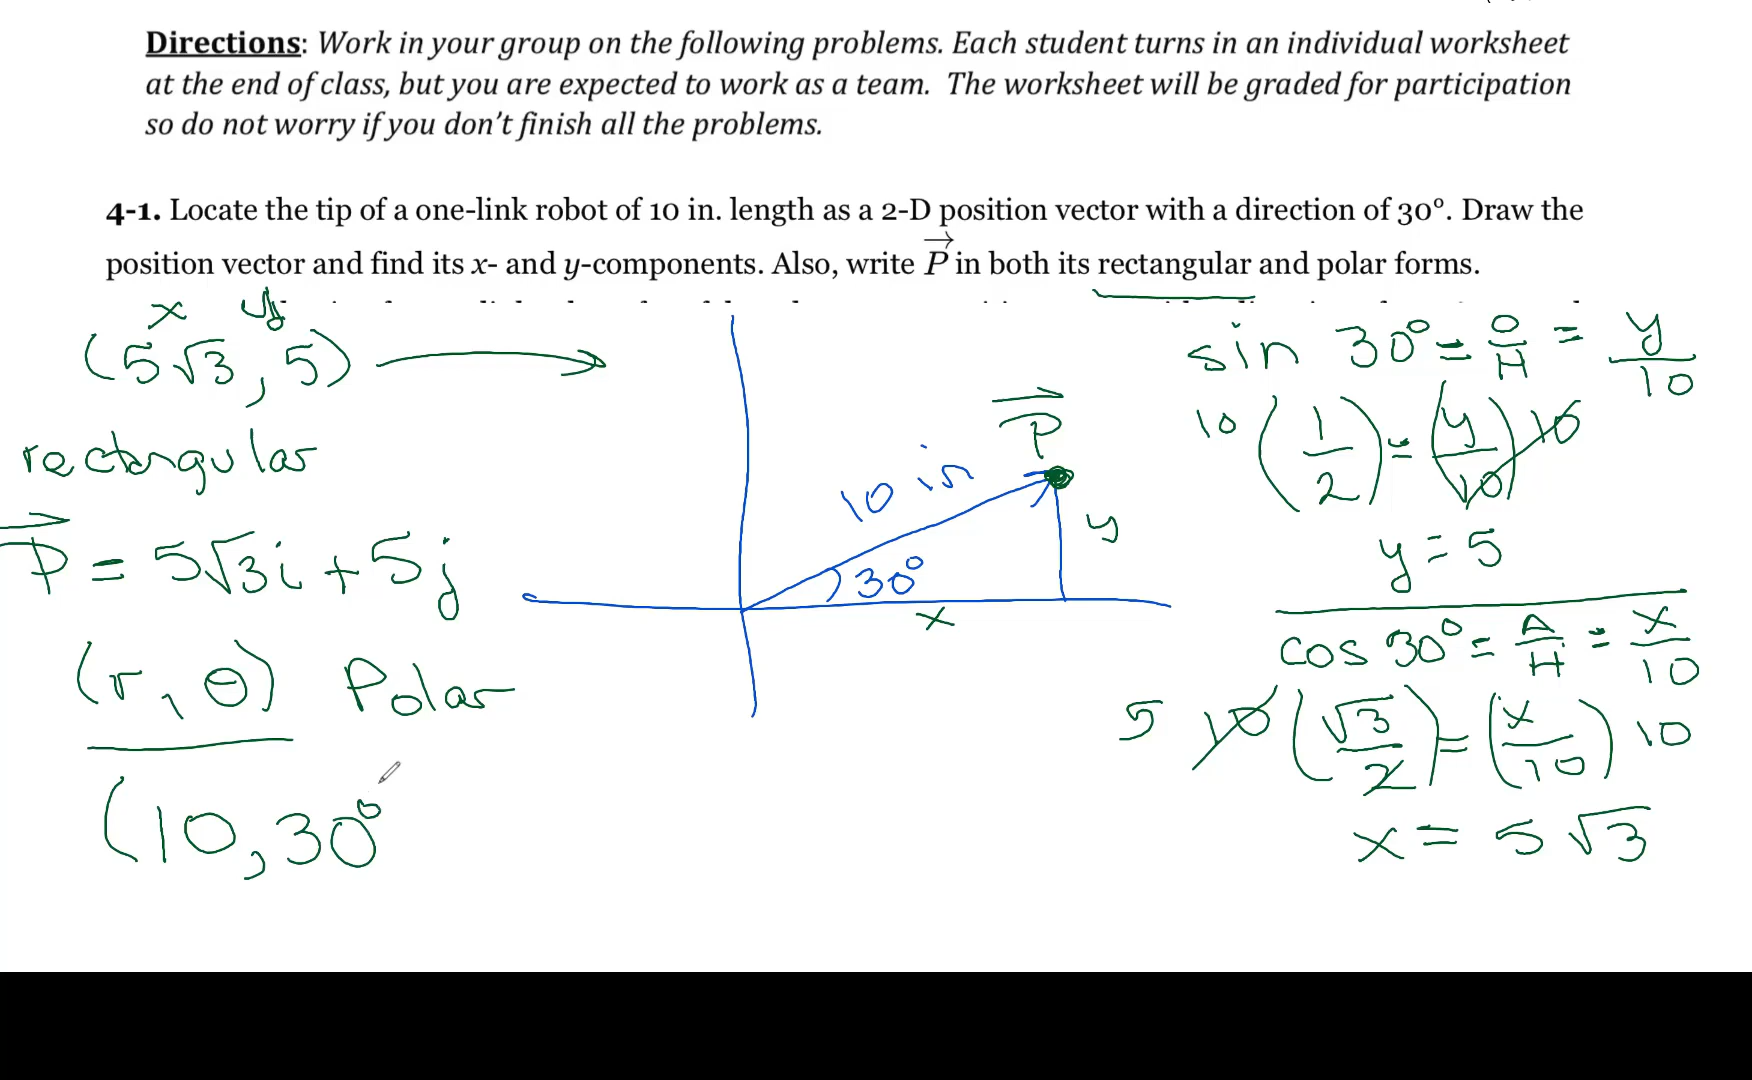 Directions: Work in your group on the following problems. Each student turns in an individual worksheet
at the end of class, but you are expected to work as a team. The worksheet will be graded for participation
so do not worry if you don't finish all the problems.
4-1. Locate the tip of a one-link robot of 10 in. length as a 2-D position vector with a direction of 30°. Draw the
position vector and find its x- and y-components. Also, write P⃗ in both its rectangular and polar forms.
x y
(5√3, 5)
rectangular
P⃗ = 5√3i + 5j
(r, θ) Polar
(10, 30°
P⃗
10 in
30°
y
x
sin 30° = O/H = y/10
10 (1/2) = (y/10) 10
y = 5
cos 30° = A/H = x/10
5 10 (√3/2) = (x/10) 10
x = 5√3